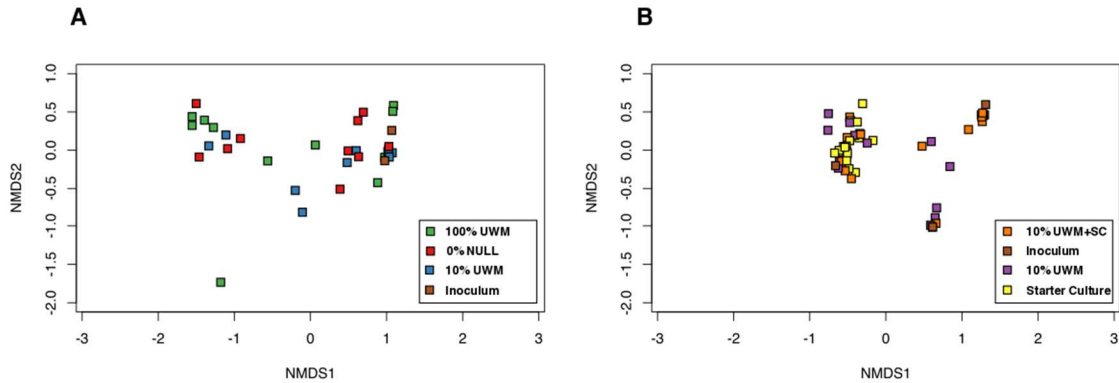 A
NMDS2
1.0
0.5
0.0
-0.5
-1.0
-1.5
-2.0
100% UWM
0% NULL
10% UWM
Inoculum
-3
-2
-1
0
1
2
3
NMDS1
B
NMDS2
1.0
0.5
0.0
-0.5
-1.0
-1.5
-2.0
10% UWM+SC
Inoculum
10% UWM
Starter Culture
-3
-2
-1
0
1
2
3
NMDS1